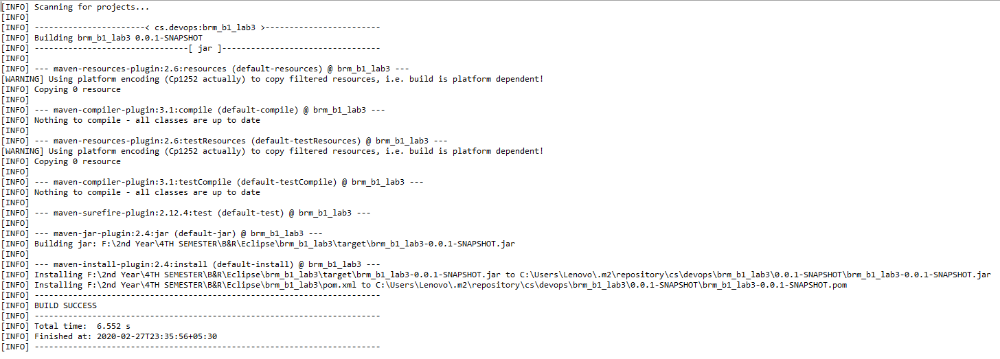 [INFO] Scanning for projects...
[INFO]
[INFO] -----------------------< cs.devops:brm_b1_lab3 >------------------------
[INFO] Building brm_b1_lab3 0.0.1-SNAPSHOT
[INFO] --------------------------------[ jar ]---------------------------------
[INFO]
[INFO] --- maven-resources-plugin:2.6:resources (default-resources) @ brm_b1_lab3 ---
[WARNING] Using platform encoding (Cp1252 actually) to copy filtered resources, i.e. build is platform dependent!
[INFO] Copying 0 resource
[INFO]
[INFO] --- maven-compiler-plugin:3.1:compile (default-compile) @ brm_b1_lab3 ---
[INFO] Nothing to compile - all classes are up to date
[INFO]
[INFO] --- maven-resources-plugin:2.6:testResources (default-testResources) @ brm_b1_lab3 ---
[WARNING] Using platform encoding (Cp1252 actually) to copy filtered resources, i.e. build is platform dependent!
[INFO] Copying 0 resource
[INFO]
[INFO] --- maven-compiler-plugin:3.1:testCompile (default-testCompile) @ brm_b1_lab3 ---
[INFO] Nothing to compile - all classes are up to date
[INFO]
[INFO] --- maven-surefire-plugin:2.12.4:test (default-test) @ brm_b1_lab3 ---
[INFO]
[INFO] --- maven-jar-plugin:2.4:jar (default-jar) @ brm_b1_lab3 ---
[INFO] Building jar: F:\2nd Year\4TH SEMESTER\B&R\Eclipse\brm_b1_lab3\target\brm_b1_lab3-0.0.1-SNAPSHOT.jar
[INFO]
[INFO] --- maven-install-plugin:2.4:install (default-install) @ brm_b1_lab3 ---
[INFO] Installing F:\2nd Year\4TH SEMESTER\B&R\Eclipse\brm_b1_lab3\target\brm_b1_lab3-0.0.1-SNAPSHOT.jar to C:\Users\Lenovo\.m2\repository\cs\devops\brm_b1_lab3\0.0.1-SNAPSHOT\brm_b1_lab3-0.0.1-SNAPSHOT.jar
[INFO] Installing F:\2nd Year\4TH SEMESTER\B&R\Eclipse\brm_b1_lab3\pom.xml to C:\Users\Lenovo\.m2\repository\cs\devops\brm_b1_lab3\0.0.1-SNAPSHOT\brm_b1_lab3-0.0.1-SNAPSHOT.pom
[INFO] ------------------------------------------------------------------------
[INFO] BUILD SUCCESS
[INFO] ------------------------------------------------------------------------
[INFO] Total time:  6.552 s
[INFO] Finished at: 2020-02-27T23:35:56+05:30
[INFO] ------------------------------------------------------------------------